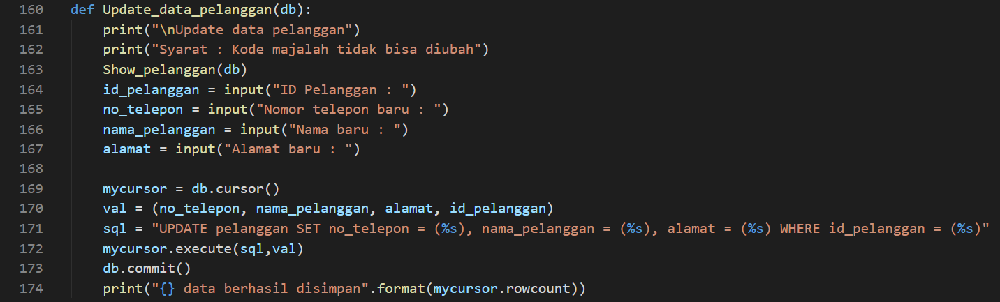 160 def Update_data_pelanggan(db):
161     print("\nUpdate data pelanggan")
162     print("Syarat : Kode majalah tidak bisa diubah")
163     Show_pelanggan(db)
164     id_pelanggan = input("ID Pelanggan : ")
165     no_telepon = input("Nomor telepon baru : ")
166     nama_pelanggan = input("Nama baru : ")
167     alamat = input("Alamat baru : ")
168
169     mycursor = db.cursor()
170     val = (no_telepon, nama_pelanggan, alamat, id_pelanggan)
171     sql = "UPDATE pelanggan SET no_telepon = (%s), nama_pelanggan = (%s), alamat = (%s) WHERE id_pelanggan = (%s)"
172     mycursor.execute(sql,val)
173     db.commit()
174     print("{} data berhasil disimpan".format(mycursor.rowcount))